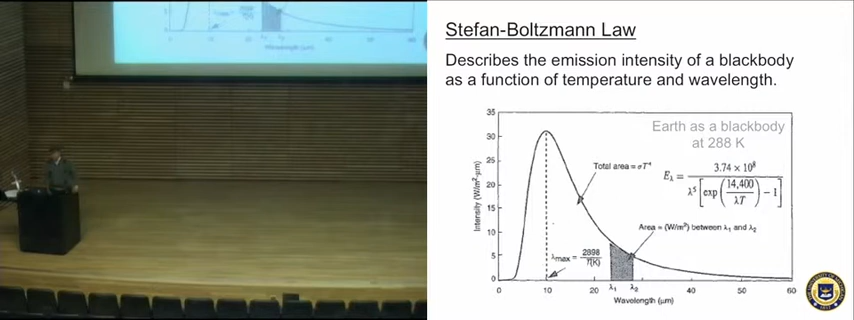 Stefan-Boltzmann Law
Describes the emission intensity of a blackbody
as a function of temperature and wavelength.
Earth as a blackbody
at 288 K
Total area = σT⁴
E_λ = 3.74 × 10⁸ / λ⁵ [exp (14,400 / λT) − 1]
Area = (W/m²) between λ₁ and λ₂
λmax = 2898 / T(K)
Intensity (W/m²-μm)
35
30
25
20
15
10
5
0
0 10 20 λ₁ λ₂ 40 50 60
Wavelength (μm)